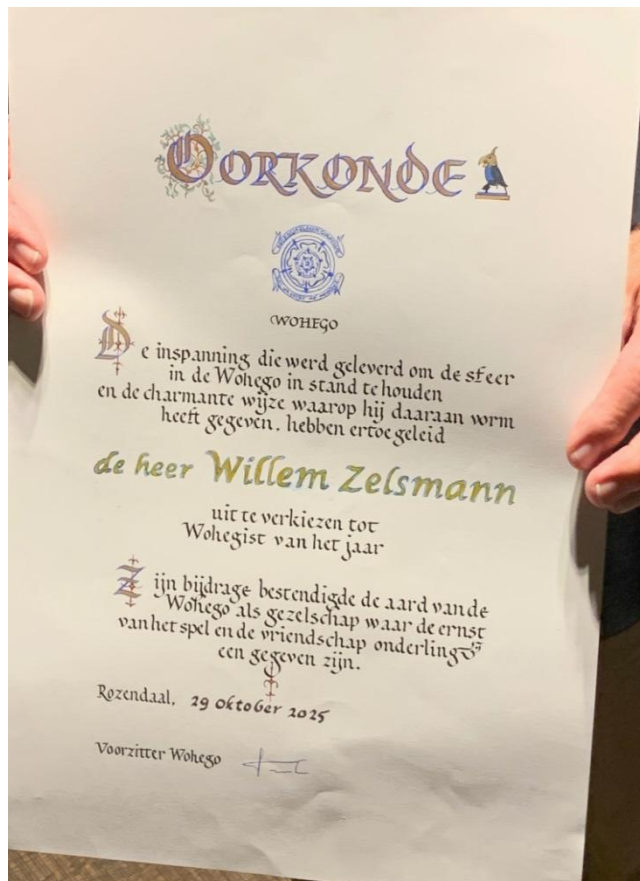 OORKONDE
WOHEGO
De inspanning die werd geleverd om de sfeer
in de Wohego in stand te houden
en de charmante wijze waarop hij daaraan vorm
heeft gegeven, hebben ertoe geleid
de heer Willem Zelsmann
uit te verkiezen tot
Wohegist van het jaar
Zijn bijdrage bestendigde de aard van de
Wohego als gezelschap waar de ernst
van het spel en de vriendschap onderling
een gegeven zijn.
Rozendaal, 29 oktober 2025
Voorzitter Wohego